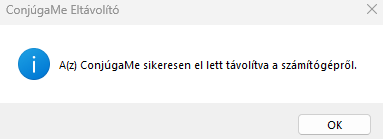 ConjúgaMe Eltávolító
A(z) ConjúgaMe sikeresen el lett távolítva a számítógépről.
OK